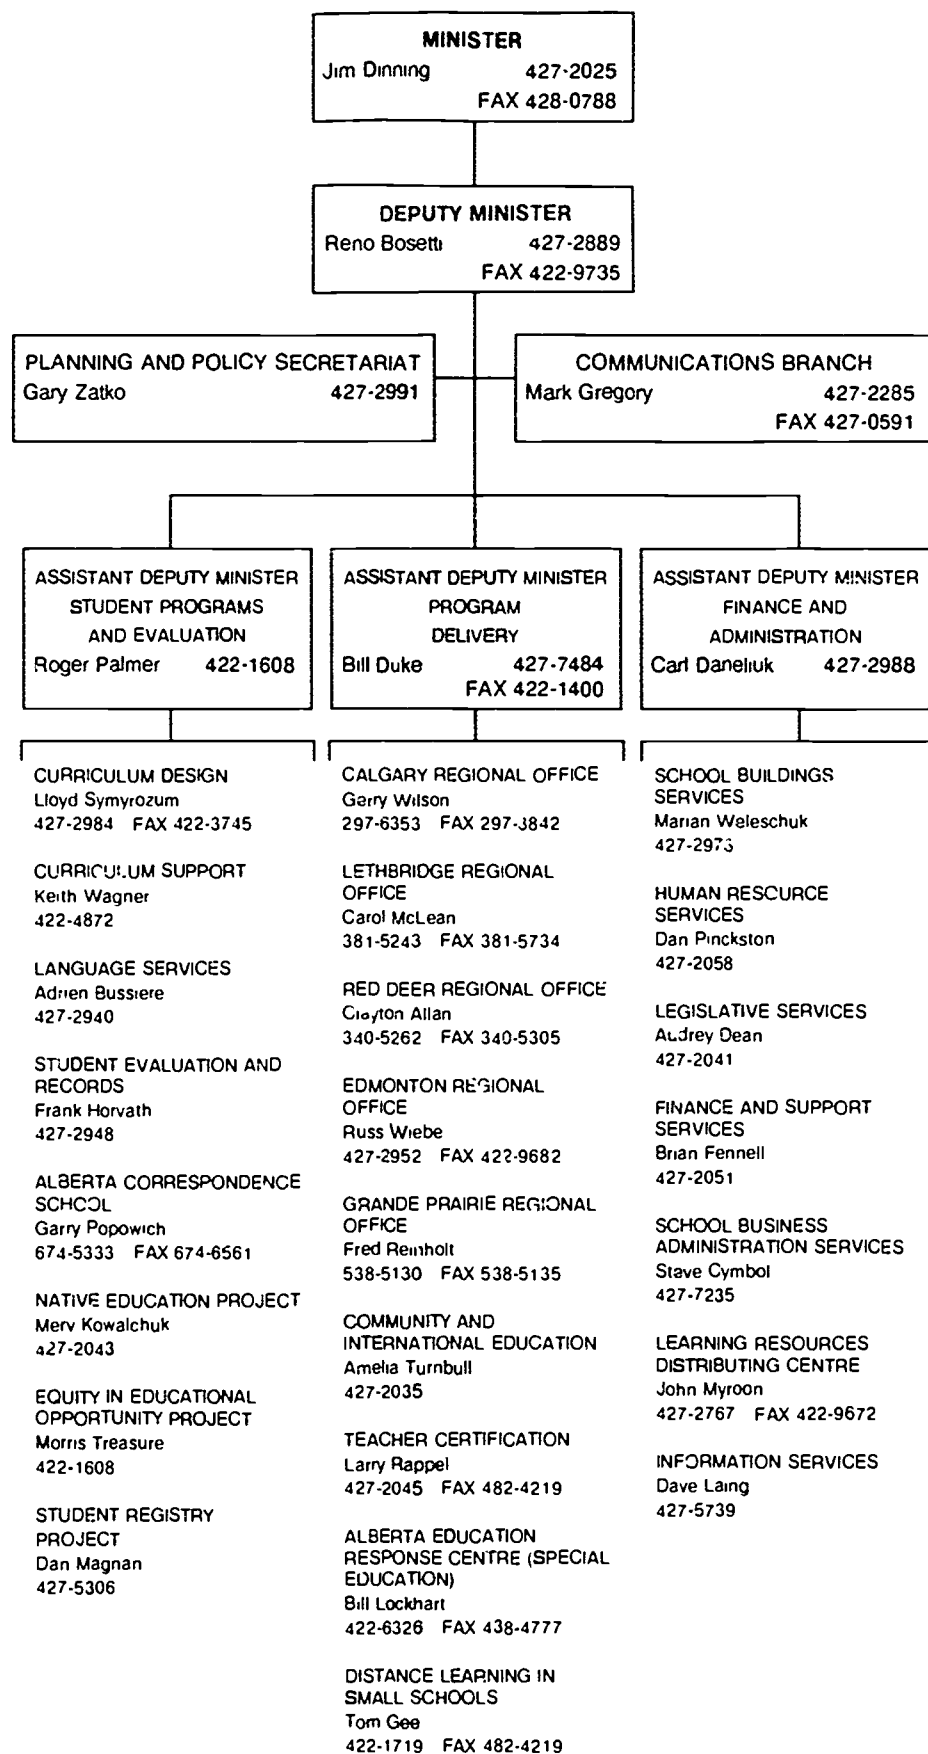 MINISTER
Jim Dinning 427-2025
FAX 428-0788
DEPUTY MINISTER
Reno Bosetti 427-2889
FAX 422-9735
PLANNING AND POLICY SECRETARIAT
Gary Zatko 427-2991
COMMUNICATIONS BRANCH
Mark Gregory 427-2285
FAX 427-0591
ASSISTANT DEPUTY MINISTER
STUDENT PROGRAMS
AND EVALUATION
Roger Palmer 422-1608
ASSISTANT DEPUTY MINISTER
PROGRAM
DELIVERY
Bill Duke 427-7484
FAX 422-1400
ASSISTANT DEPUTY MINISTER
FINANCE AND
ADMINISTRATION
Carl Daneliuk 427-2988
CURRICULUM DESIGN
Lloyd Symyrozum
427-2984 FAX 422-3745
CURRICULUM SUPPORT
Keith Wagner
422-4872
LANGUAGE SERVICES
Adrien Bussiere
427-2940
STUDENT EVALUATION AND
RECORDS
Frank Horvath
427-2948
ALBERTA CORRESPONDENCE
SCHOOL
Garry Popowich
674-5333 FAX 674-6561
NATIVE EDUCATION PROJECT
Merv Kowalchuk
427-2043
EQUITY IN EDUCATIONAL
OPPORTUNITY PROJECT
Morris Treasure
422-1608
STUDENT REGISTRY
PROJECT
Dan Magnan
427-5306
CALGARY REGIONAL OFFICE
Garry Wilson
297-6353 FAX 297-3842
LETHBRIDGE REGIONAL
OFFICE
Carol McLean
381-5243 FAX 381-5734
RED DEER REGIONAL OFFICE
Clayton Allan
340-5262 FAX 340-5305
EDMONTON REGIONAL
OFFICE
Russ Wiebe
427-2952 FAX 422-9682
GRANDE PRAIRIE REGIONAL
OFFICE
Fred Reinholt
538-5130 FAX 538-5135
COMMUNITY AND
INTERNATIONAL EDUCATION
Amelia Turnbull
427-2035
TEACHER CERTIFICATION
Larry Rappel
427-2045 FAX 482-4219
ALBERTA EDUCATION
RESPONSE CENTRE (SPECIAL
EDUCATION)
Bill Lockhart
422-6326 FAX 438-4777
DISTANCE LEARNING IN
SMALL SCHOOLS
Tom Gee
422-1719 FAX 482-4219
SCHOOL BUILDINGS
SERVICES
Marian Weleschuk
427-2973
HUMAN RESOURCE
SERVICES
Dan Pinckston
427-2058
LEGISLATIVE SERVICES
Audrey Dean
427-2041
FINANCE AND SUPPORT
SERVICES
Brian Fennell
427-2051
SCHOOL BUSINESS
ADMINISTRATION SERVICES
Steve Cymbol
427-7235
LEARNING RESOURCES
DISTRIBUTING CENTRE
John Myroon
427-2767 FAX 422-9672
INFORMATION SERVICES
Dave Laing
427-5739